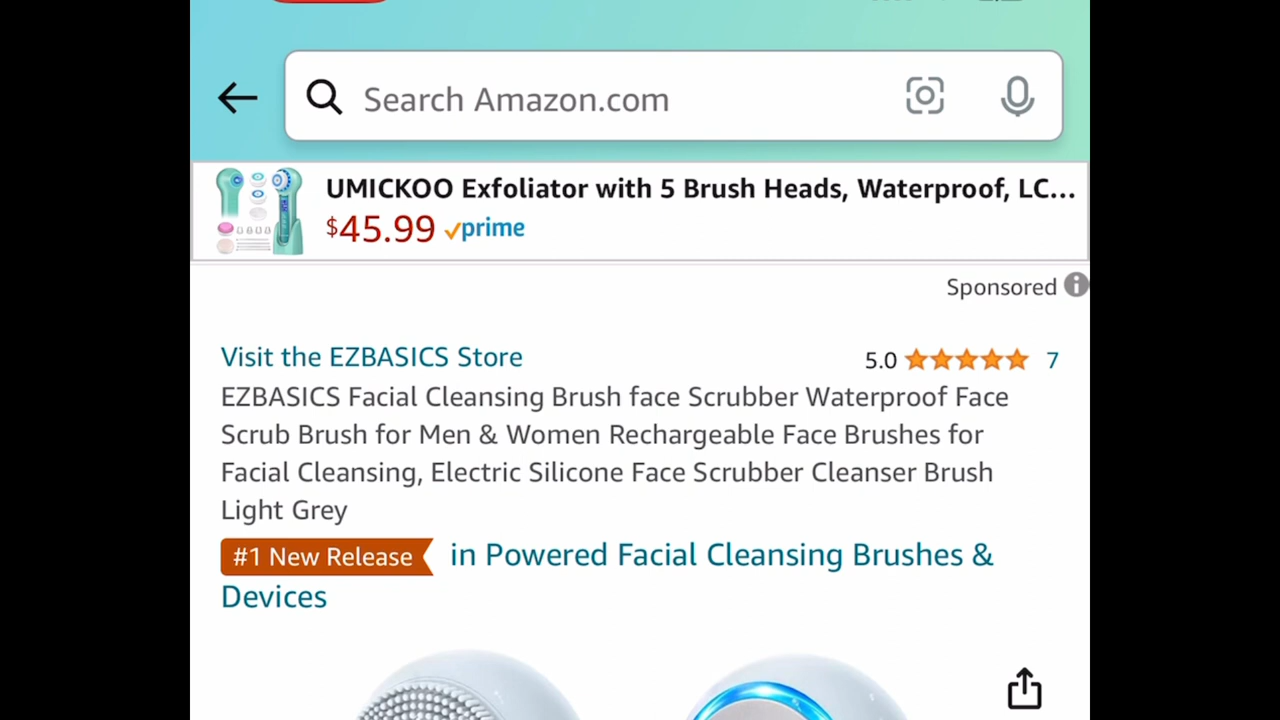 Search Amazon.com
UMICKOO Exfoliator with 5 Brush Heads, Waterproof, LC...
$45.99 prime
Sponsored
Visit the EZBASICS Store
5.0 7
EZBASICS Facial Cleansing Brush face Scrubber Waterproof Face
Scrub Brush for Men & Women Rechargeable Face Brushes for
Facial Cleansing, Electric Silicone Face Scrubber Cleanser Brush
Light Grey
#1 New Release in Powered Facial Cleansing Brushes &
Devices